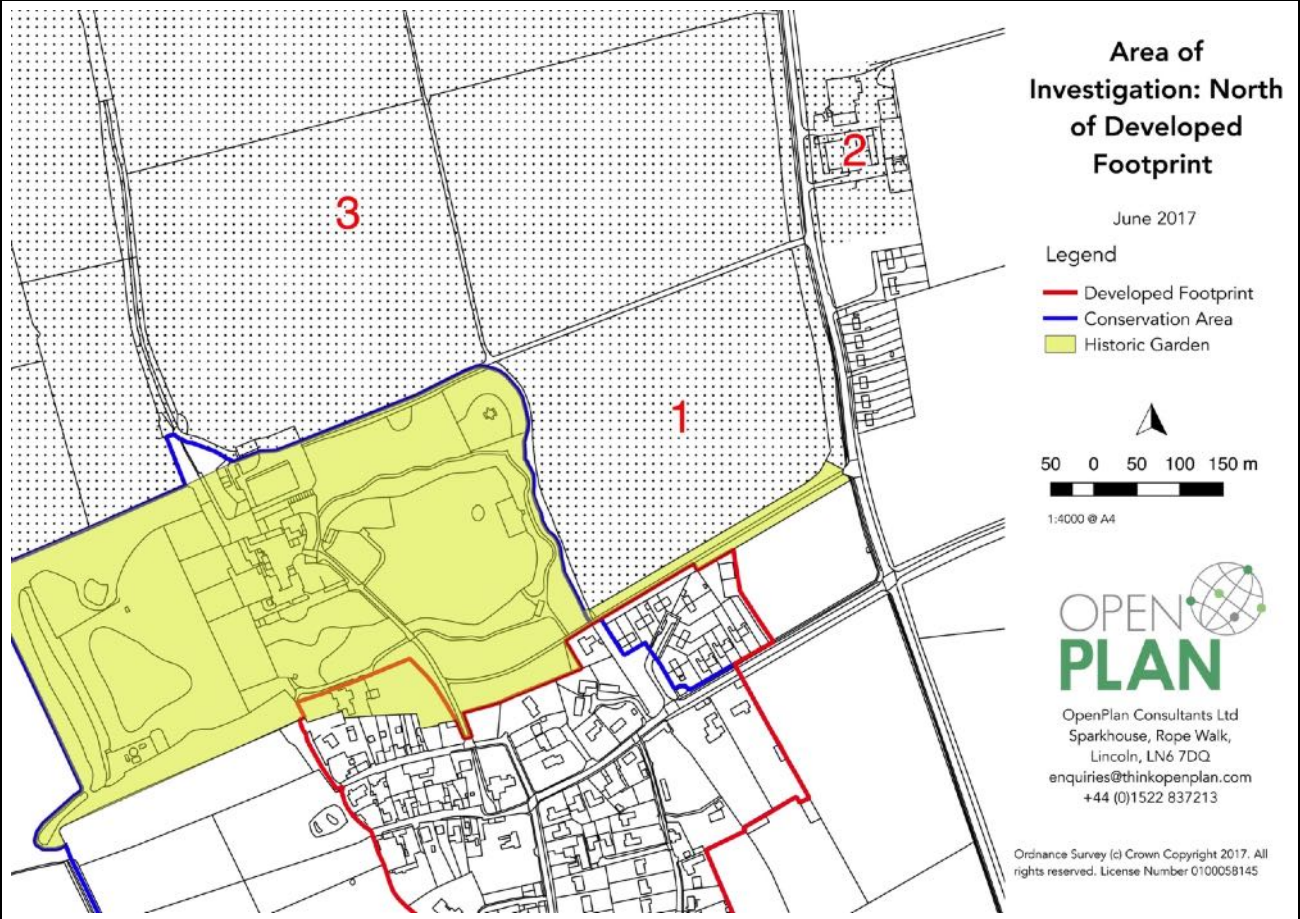 Area of
Investigation: North
of Developed
Footprint
June 2017
Legend
Developed Footprint
Conservation Area
Historic Garden
50 0 50 100 150 m
1:4000 @ A4
OPEN
PLAN
OpenPlan Consultants Ltd
Sparkhouse, Rope Walk,
Lincoln, LN6 7DQ
enquiries@thinkopenplan.com
+44 (0)1522 837213
Ordnance Survey (c) Crown Copyright 2017. All
rights reserved. License Number 0100058145
2
3
1